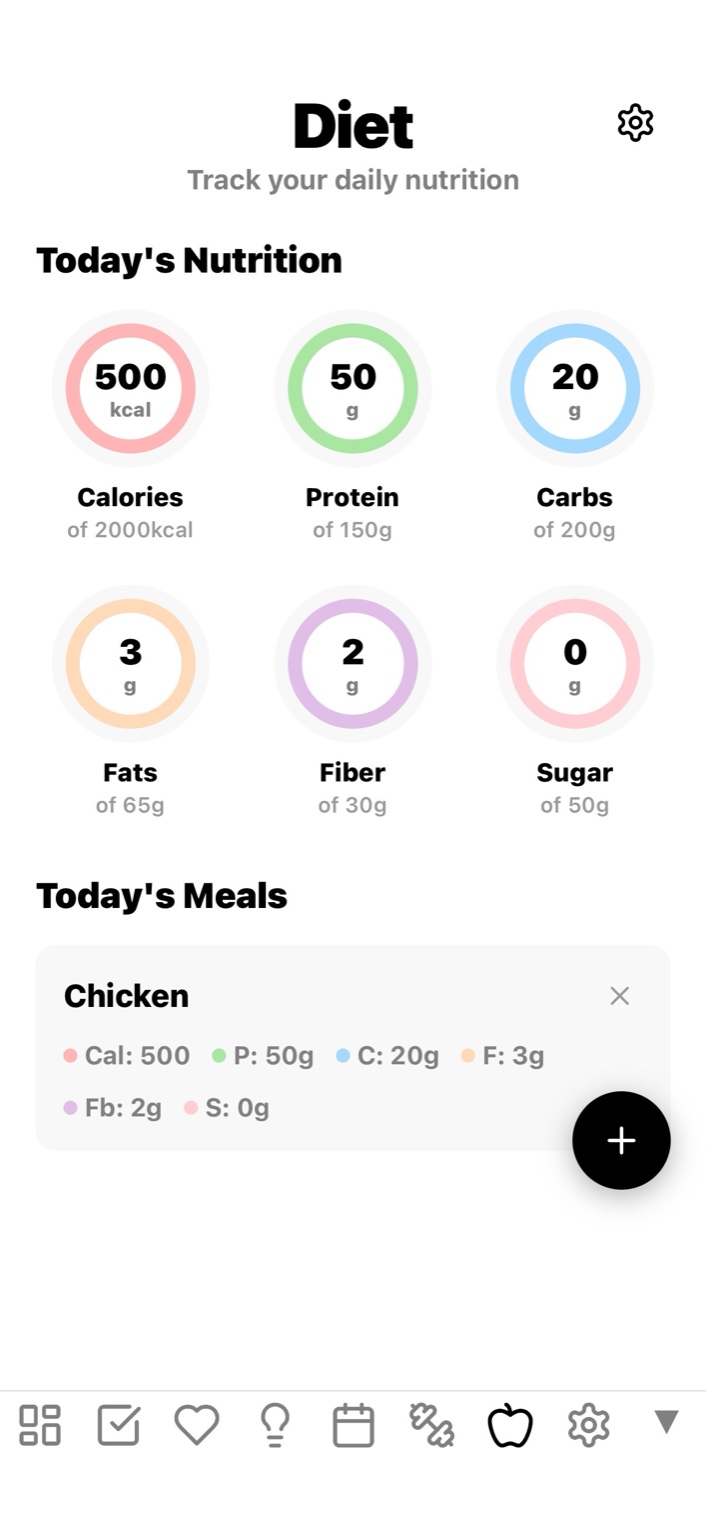 Diet
Track your daily nutrition
Today's Nutrition
500 50 20
kcal g g
Calories Protein Carbs
of 2000kcal of 150g of 200g
3 2 0
g g g
Fats Fiber Sugar
of 65g of 30g of 50g
Today's Meals
Chicken
Cal: 500 P: 50g C: 20g F: 3g
Fb: 2g S: 0g